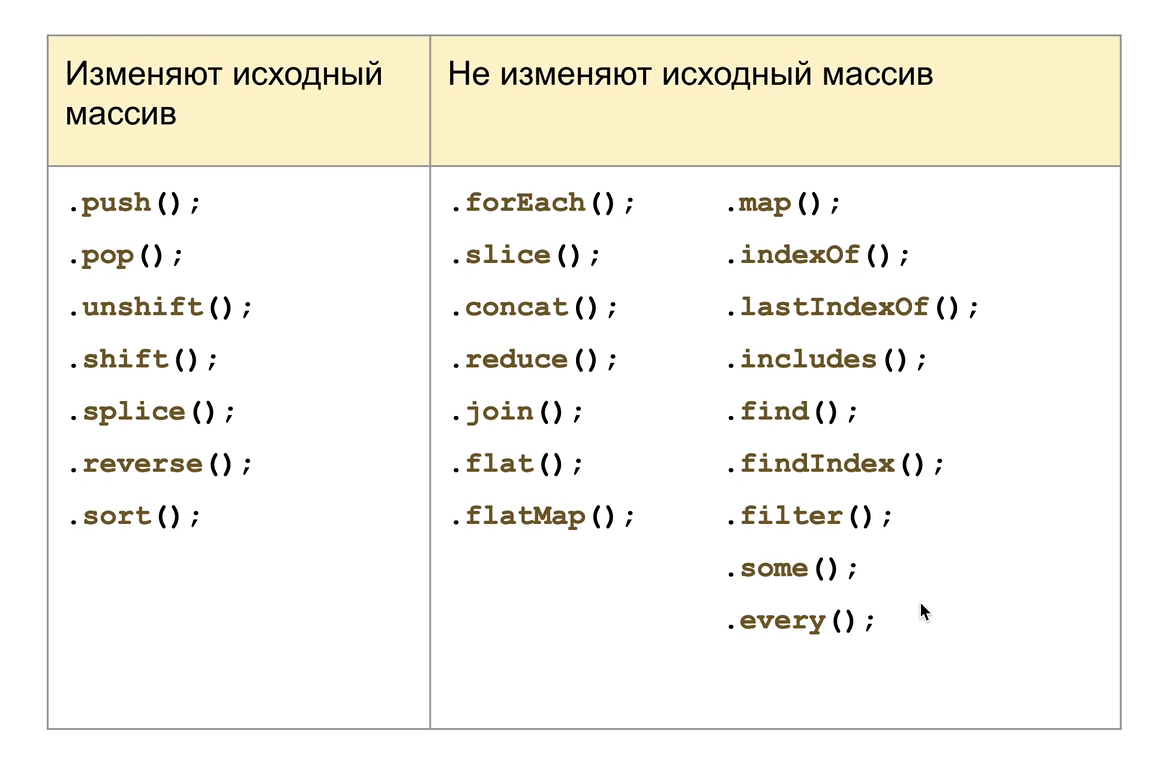 Изменяют исходный
массив
Не изменяют исходный массив
.push();
.pop();
.unshift();
.shift();
.splice();
.reverse();
.sort();
.forEach();
.slice();
.concat();
.reduce();
.join();
.flat();
.flatMap();
.map();
.indexOf();
.lastIndexOf();
.includes();
.find();
.findIndex();
.filter();
.some();
.every();